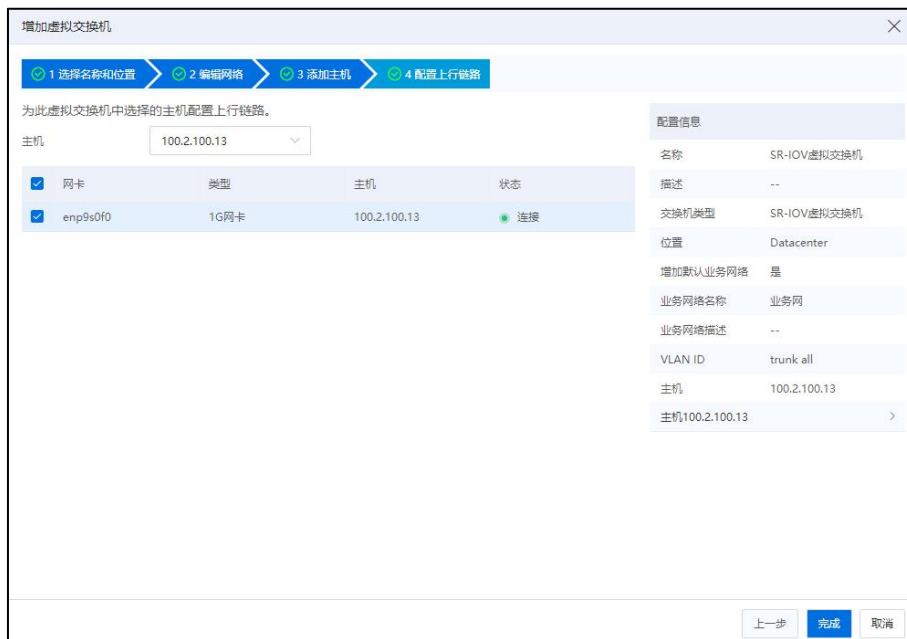 增加虚拟交换机
1 选择名称和位置 2 编辑网络 3 添加主机 4 配置上行链路
为此虚拟交换机中选择的主机配置上行链路。
主机 100.2.100.13
网卡 类型 主机 状态
enp9s0f0 1G网卡 100.2.100.13 连接
配置信息
名称 SR-IOV虚拟交换机
描述 --
交换机类型 SR-IOV虚拟交换机
位置 Datacenter
增加默认业务网络 是
业务网络名称 业务网
业务网络描述 --
VLAN ID trunk all
主机 100.2.100.13
主机100.2.100.13
上一步 完成 取消